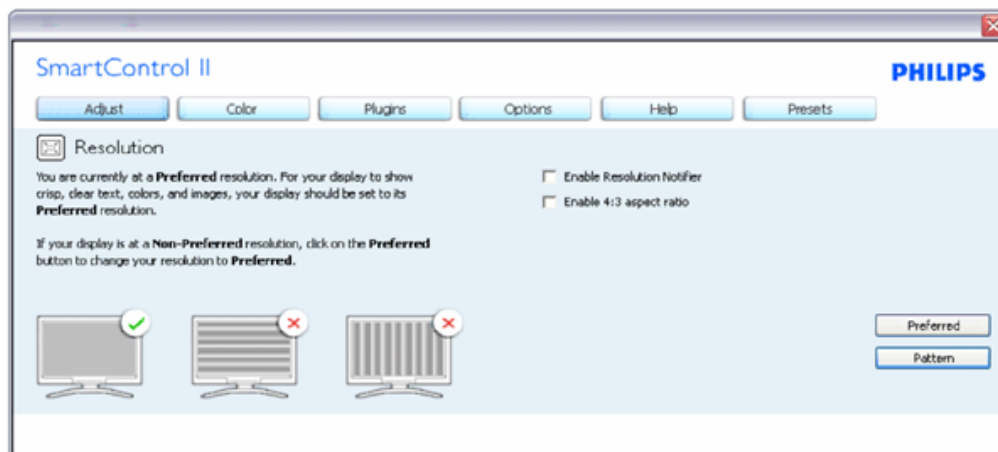 SmartControl II
PHILIPS
Adjust Color Plugins Options Help Presets
Resolution
You are currently at a Preferred resolution. For your display to show
crisp, clear text, colors, and images, your display should be set to its
Preferred resolution.
Enable Resolution Notifier
Enable 4:3 aspect ratio
If your display is at a Non-Preferred resolution, click on the Preferred
button to change your resolution to Preferred.
Preferred
Pattern